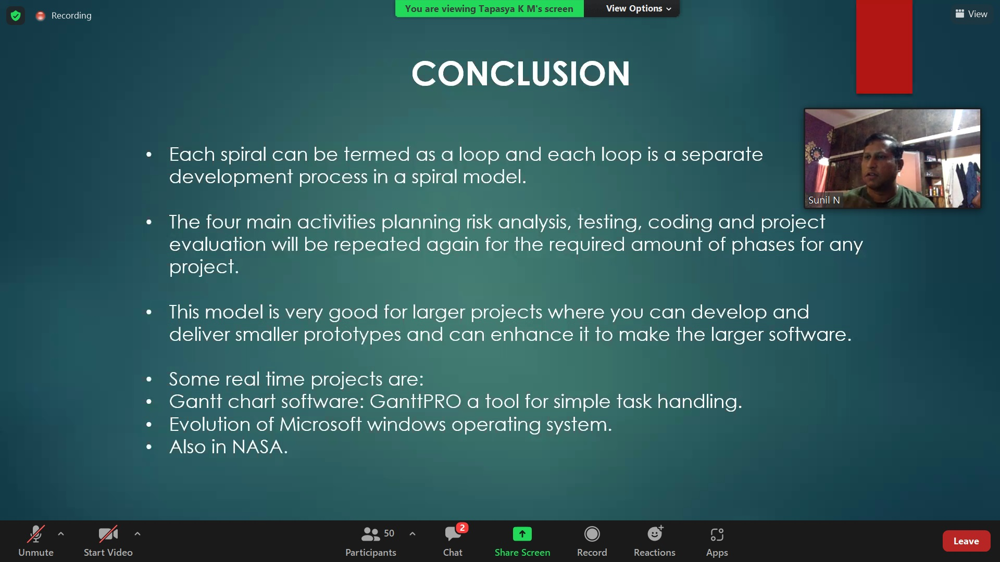 Recording
You are viewing Tapasya K M's screen
View Options
View
CONCLUSION
• Each spiral can be termed as a loop and each loop is a separate
development process in a spiral model.
Sunil N
• The four main activities planning risk analysis, testing, coding and project
evaluation will be repeated again for the required amount of phases for any
project.
• This model is very good for larger projects where you can develop and
deliver smaller prototypes and can enhance it to make the larger software.
• Some real time projects are:
• Gantt chart software: GanttPRO a tool for simple task handling.
• Evolution of Microsoft windows operating system.
• Also in NASA.
Unmute
Start Video
50
Participants
2
Chat
Share Screen
Record
Reactions
Apps
Leave